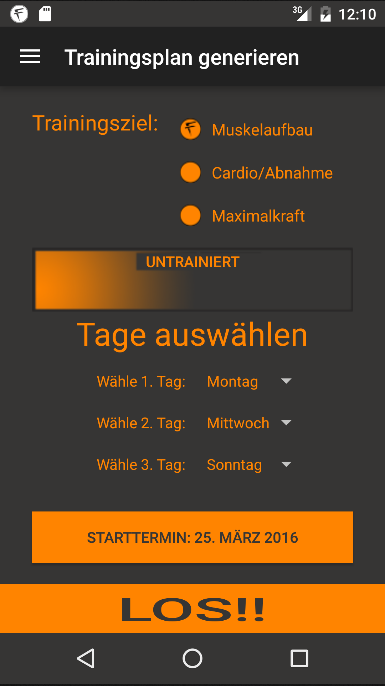 3G 12:10
Trainingsplan generieren
Trainingsziel:
Muskelaufbau
Cardio/Abnahme
Maximalkraft
UNTRAINIERT
Tage auswählen
Wähle 1. Tag: Montag
Wähle 2. Tag: Mittwoch
Wähle 3. Tag: Sonntag
STARTTERMIN: 25. MÄRZ 2016
LOS!!